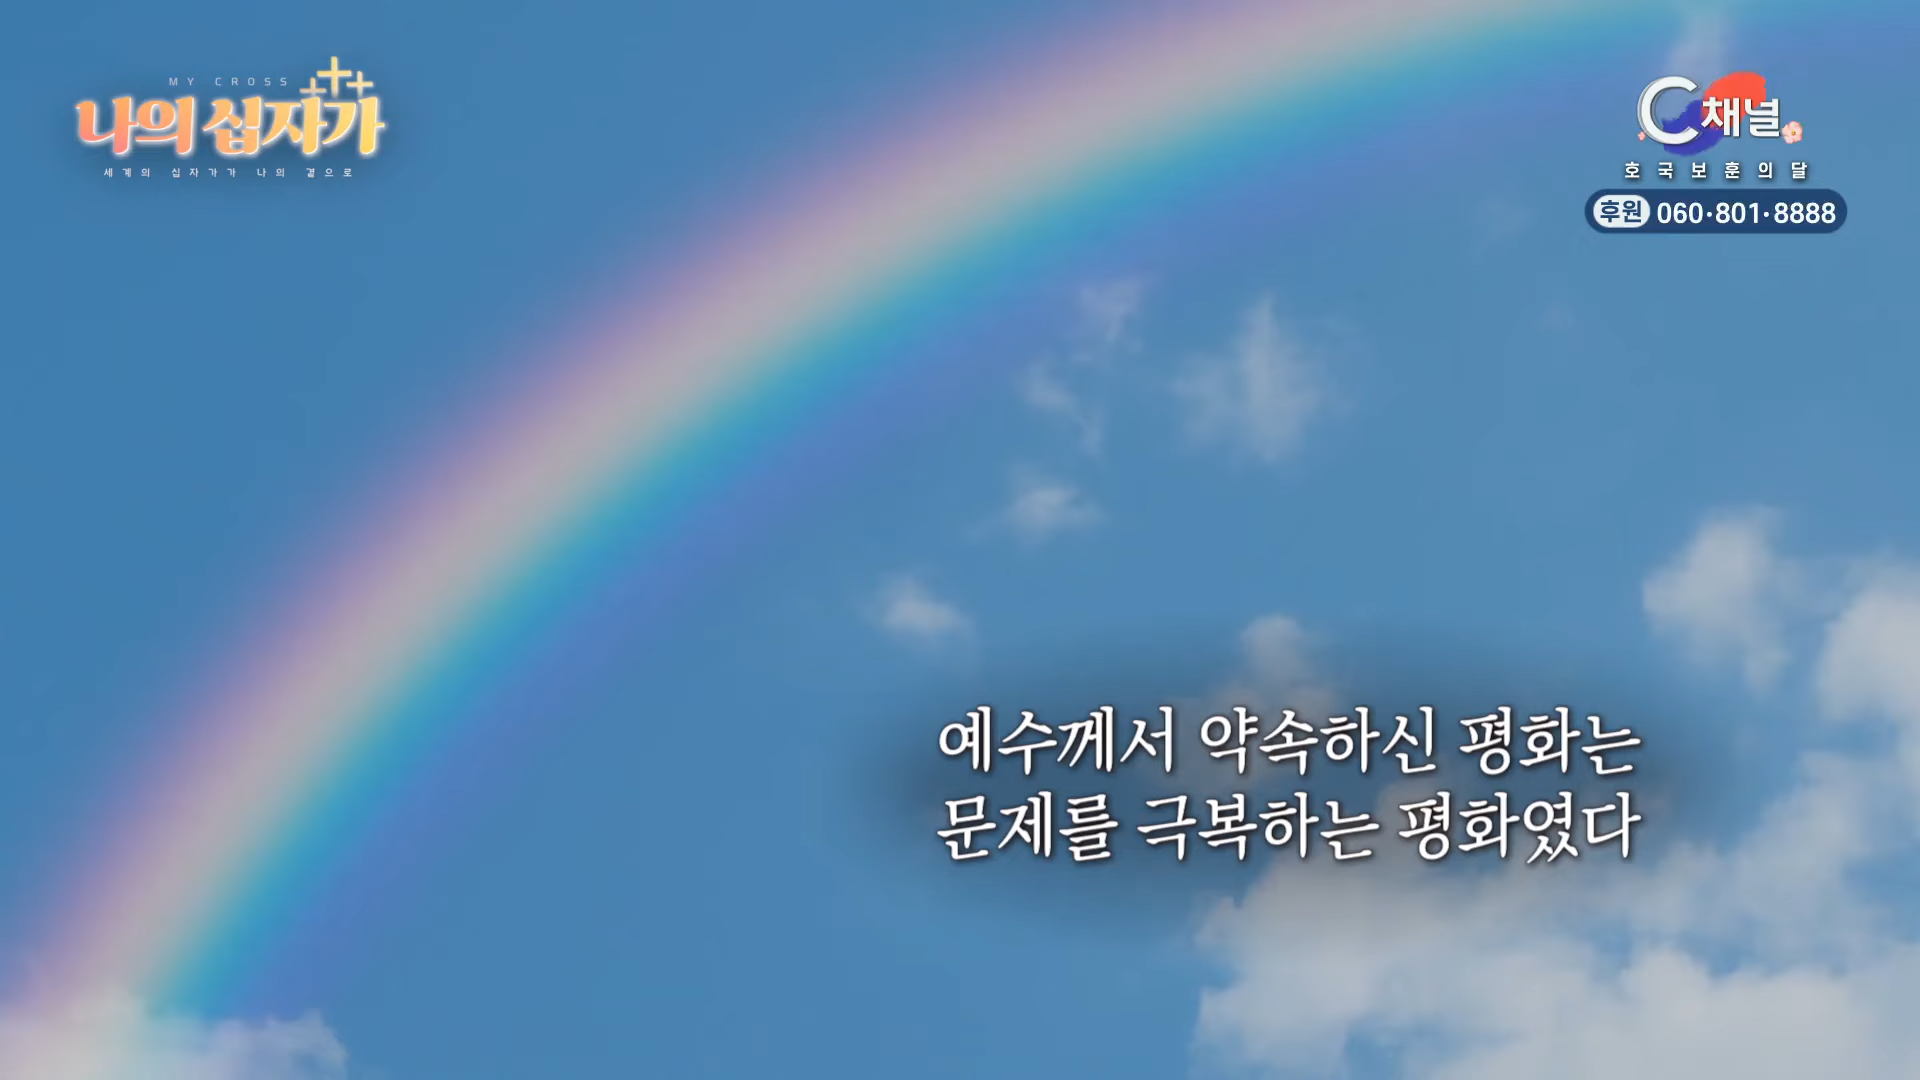 MY CROSS
나의 십자가
세계의 십자가가 나의 곁으로
C채널
호국보훈의달
후원 060·801·8888
예수께서 약속하신 평화는
문제를 극복하는 평화였다